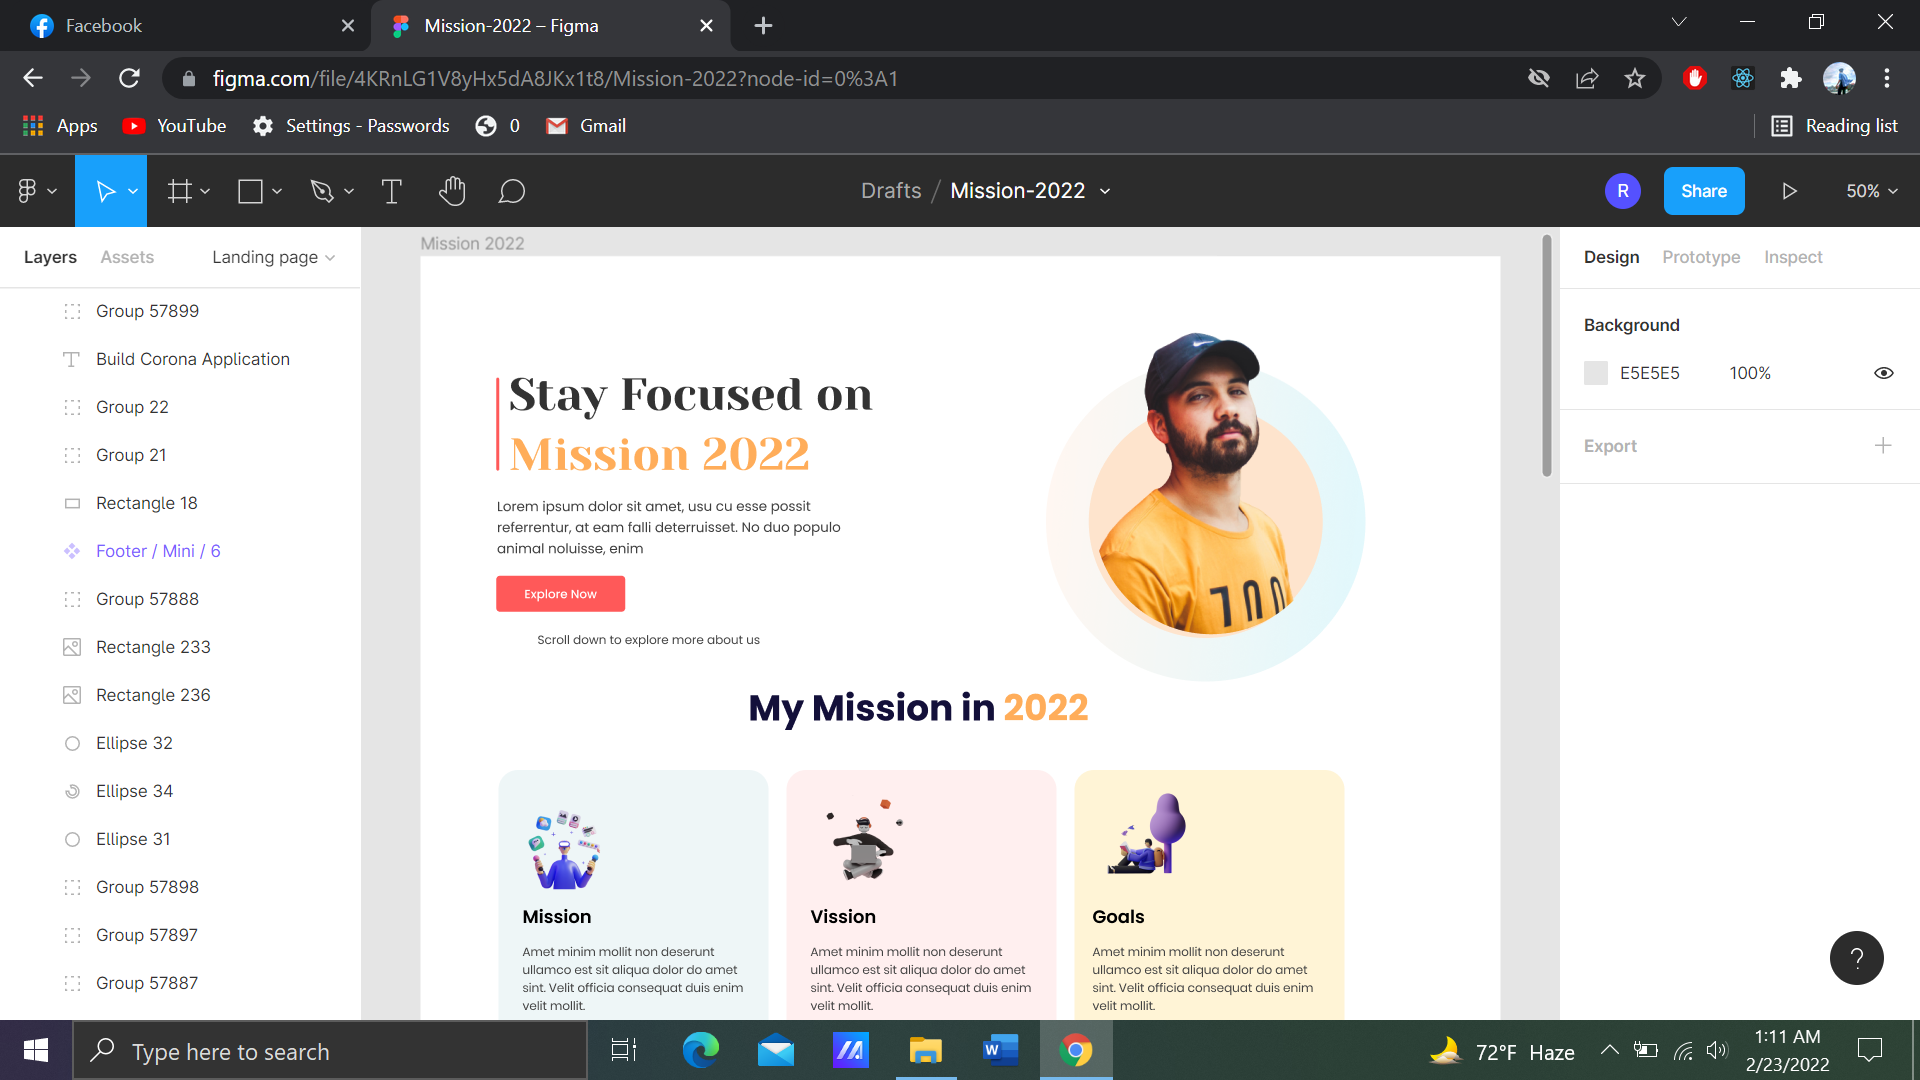 Facebook
Mission-2022 – Figma
figma.com/file/4KRnLG1V8yHx5dA8JKx1t8/Mission-2022?node-id=0%3A1
Apps
YouTube
Settings - Passwords
0
Gmail
Reading list
Drafts / Mission-2022
R
Share
50%
Layers
Assets
Landing page
Group 57899
Build Corona Application
Group 22
Group 21
Rectangle 18
Footer / Mini / 6
Group 57888
Rectangle 233
Rectangle 236
Ellipse 32
Ellipse 34
Ellipse 31
Group 57898
Group 57897
Group 57887
Mission 2022
Stay Focused on
Mission 2022
Lorem ipsum dolor sit amet, usu cu esse possit
referrentur, at eam falli deterruisset. No duo populo
animal noluisse, enim
Explore Now
Scroll down to explore more about us
My Mission in 2022
Mission
Amet minim mollit non deserunt
ullamco est sit aliqua dolor do amet
sint. Velit officia consequat duis enim
velit mollit.
Vission
Amet minim mollit non deserunt
ullamco est sit aliqua dolor do amet
sint. Velit officia consequat duis enim
velit mollit.
Goals
Amet minim mollit non deserunt
ullamco est sit aliqua dolor do amet
sint. Velit officia consequat duis enim
velit mollit.
Design
Prototype
Inspect
Background
E5E5E5
100%
Export
?
Type here to search
72°F Haze
1:11 AM
2/23/2022